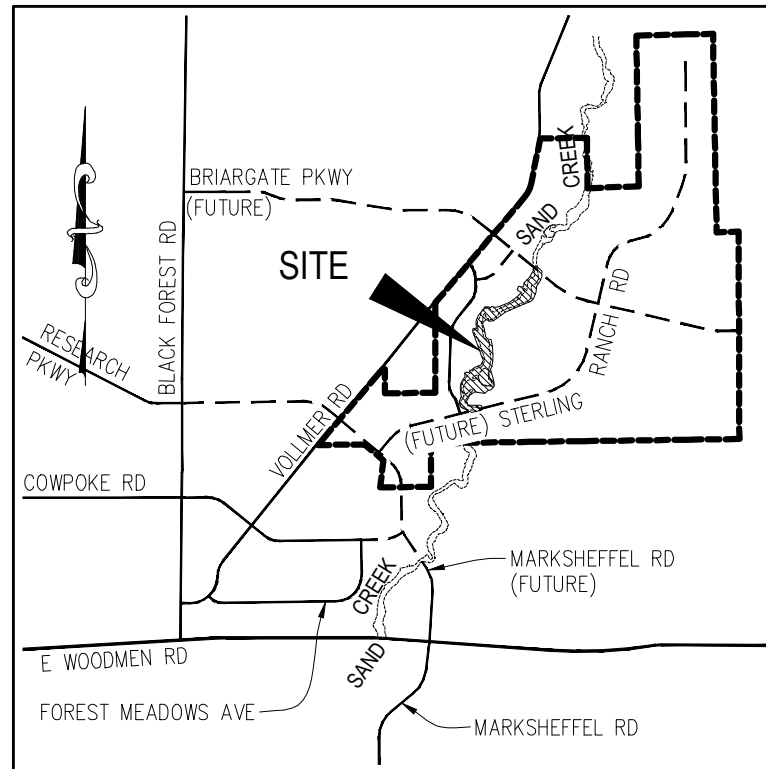 CREEK
SAND
BRIARGATE PKWY
(FUTURE)
SITE
BLACK FOREST RD
RESEARCH
PKWY
VOLLMER RD
RANCH RD
(FUTURE) STERLING
COWPOKE RD
MARKSHEFFEL RD
(FUTURE)
CREEK
SAND
E WOODMEN RD
FOREST MEADOWS AVE
MARKSHEFFEL RD